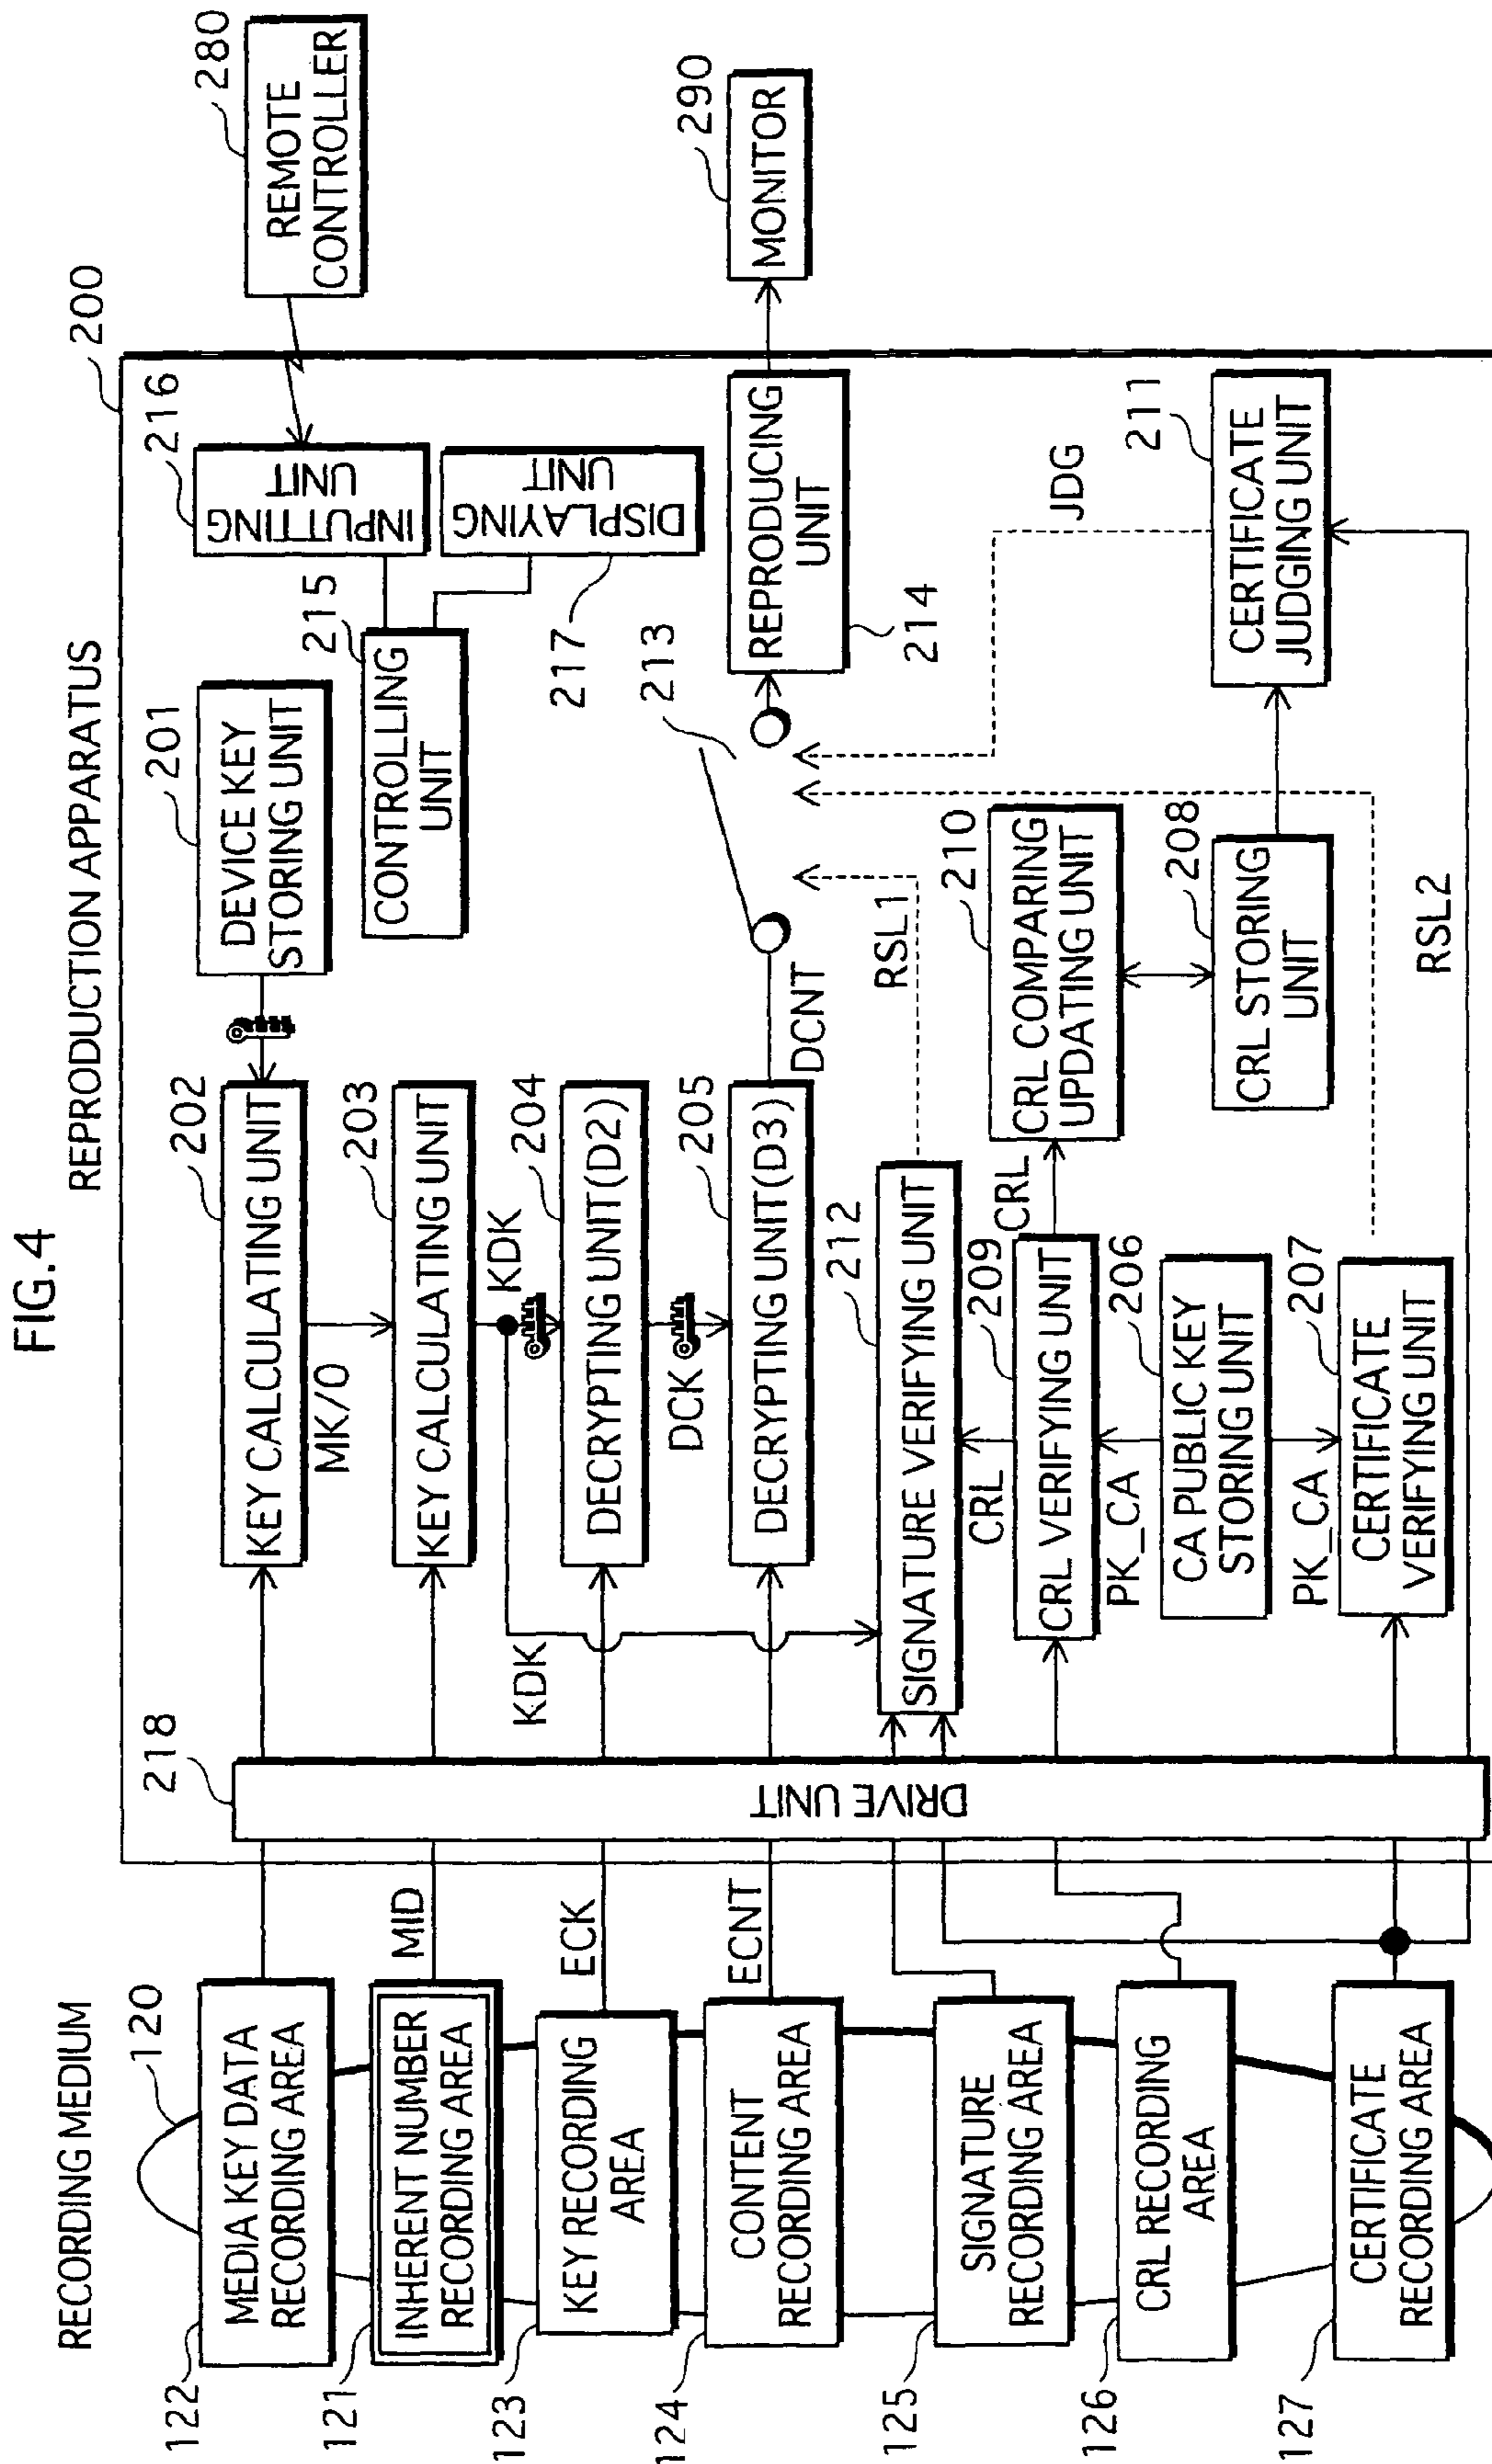 FIG.4
RECORDING MEDIUM
REPRODUCTION APPARATUS
120
200
122
MEDIA KEY DATA
RECORDING AREA
121
INHERENT NUMBER
RECORDING AREA
MID
123
KEY RECORDING
AREA
ECK
124
CONTENT
RECORDING AREA
ECNT
125
SIGNATURE
RECORDING AREA
126
CRL RECORDING
AREA
127
CERTIFICATE
RECORDING AREA
218
DRIVE UNIT
202
KEY CALCULATING UNIT
MK/0
201
DEVICE KEY
STORING UNIT
203
KEY CALCULATING UNIT
KDK
KDK
204
DECRYPTING UNIT(D2)
DCK
205
DECRYPTING UNIT(D3)
DCNT
215
CONTROLLING
UNIT
216
INPUTTING
UNIT
217
DISPLAYING
UNIT
280
REMOTE
CONTROLLER
213
214
REPRODUCING
UNIT
290
MONITOR
212
SIGNATURE VERIFYING UNIT
RSL1
CRL
209
CRL VERIFYING UNIT
CRL
PK_CA
206
CA PUBLIC KEY
STORING UNIT
PK_CA
207
CERTIFICATE
VERIFYING UNIT
210
CRL COMPARING
UPDATING UNIT
208
CRL STORING
UNIT
JDG
211
CERTIFICATE
JUDGING UNIT
RSL2